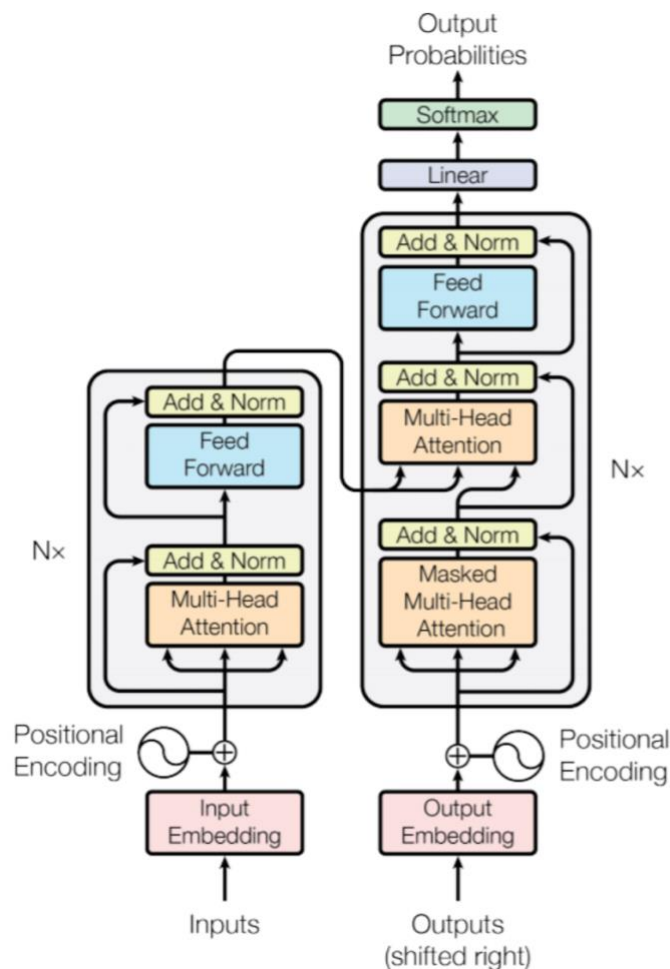 Output
Probabilities
Softmax
Linear
Add & Norm
Feed
Forward
Add & Norm
Multi-Head
Attention
Add & Norm
Masked
Multi-Head
Attention
N×
Add & Norm
Feed
Forward
N×
Add & Norm
Multi-Head
Attention
Positional
Encoding
Positional
Encoding
Input
Embedding
Output
Embedding
Inputs
Outputs
(shifted right)